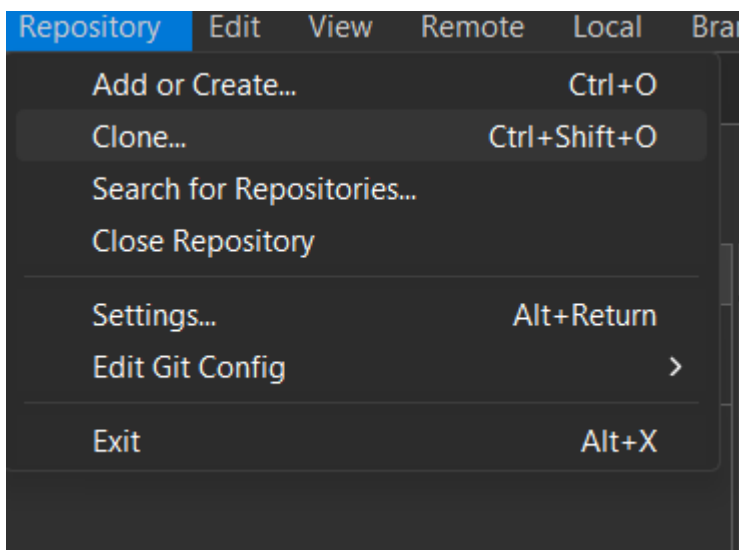 Repository Edit View Remote Local
Add or Create... Ctrl+O
Clone... Ctrl+Shift+O
Search for Repositories...
Close Repository
Settings... Alt+Return
Edit Git Config
Exit Alt+X